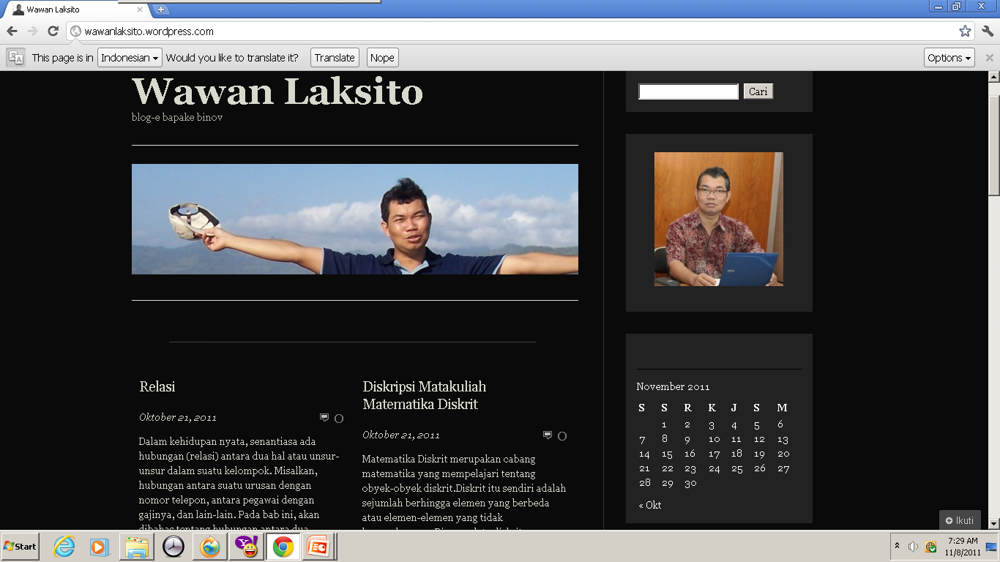 Wawan Laksito
wawanlaksito.wordpress.com
This page is in Indonesian Would you like to translate it? Translate Nope Options
Wawan Laksito
blog-e bapake binov
Cari
Relasi
Oktober 21, 2011 0
Dalam kehidupan nyata, senantiasa ada
hubungan (relasi) antara dua hal atau unsur-
unsur dalam suatu kelompok. Misalkan,
hubungan antara suatu urusan dengan
nomor telepon, antara pegawai dengan
gajinya, dan lain-lain. Pada bab ini, akan
dibahas tentang hubungan antara dua
Diskripsi Matakuliah
Matematika Diskrit
Oktober 21, 2011 0
Matematika Diskrit merupakan cabang
matematika yang mempelajari tentang
obyek-obyek diskrit.Diskrit itu sendiri adalah
sejumlah berhingga elemen yang berbeda
atau elemen-elemen yang tidak
November 2011
S S R K J S M
1 2 3 4 5 6
7 8 9 10 11 12 13
14 15 16 17 18 19 20
21 22 23 24 25 26 27
28 29 30
« Okt
Ikuti
Start
7:29 AM
11/8/2011